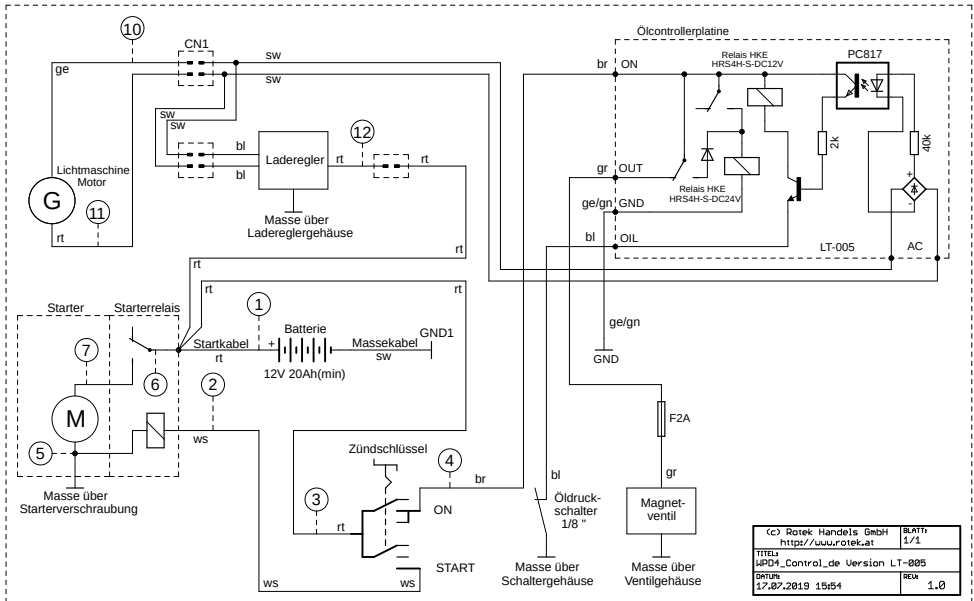 10
CN1
ge
sw
sw
sw
sw
bl
bl
Laderegler
12
rt
rt
Lichtmaschine
Motor
G
11
rt
Masse über
Ladereglergehäuse
Ölcontrollerplatine
br
ON
Relais HKE
HRS4H-S-DC12V
PC817
2k
40k
gr
OUT
Relais HKE
HRS4H-S-DC24V
ge/gn
GND
bl
OIL
+
-
LT-005
AC
rt
rt
rt
Starter
Starterrelais
1
Batterie
GND1
7
Startkabel
rt
+
Massekabel
sw
12V 20Ah(min)
6
2
M
ws
5
Masse über
Starterverschraubung
ge/gn
GND
F2A
gr
Magnet-
ventil
Masse über
Ventilgehäuse
bl
Öldruck-
schalter
1/8 "
Masse über
Schaltergehäuse
Zündschlüssel
4
br
3
rt
ON
START
ws
ws
(c) Rotek Handels GmbH
http://www.rotek.at
BLATT:
1/1
TITEL:
WPD4_Control_de Version LT-005
DATUM:
17.07.2019 15:54
REV:
1.0